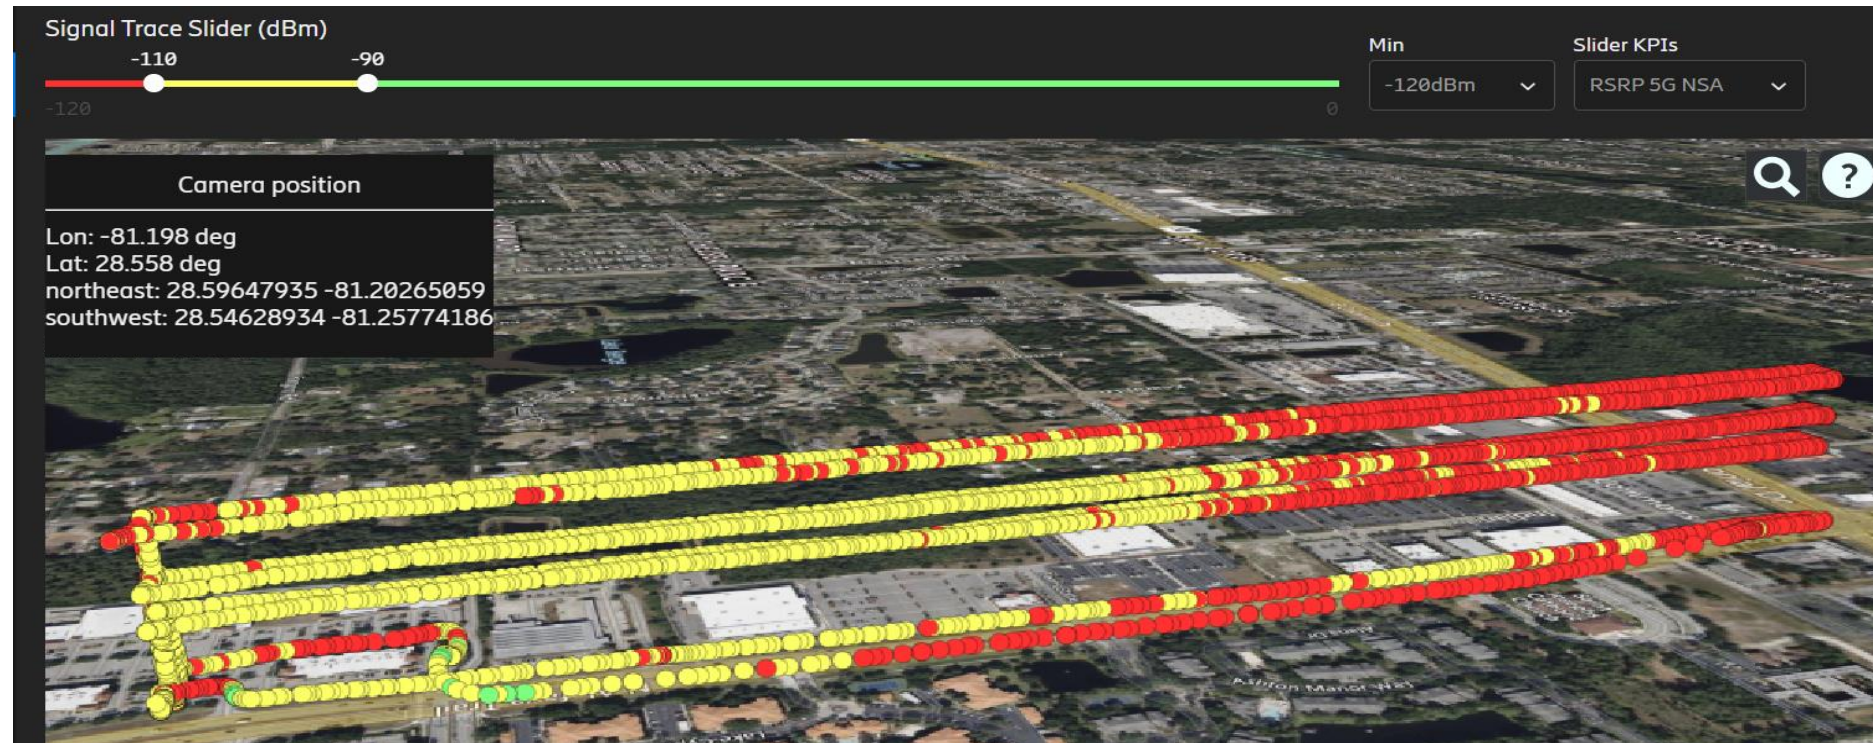 Signal Trace Slider (dBm)
-110 -90
-120 0
Min
-120dBm
Slider KPIs
RSRP 5G NSA
Camera position
Lon: -81.198 deg
Lat: 28.558 deg
northeast: 28.59647935 -81.20265059
southwest: 28.54628934 -81.25774186
?
Ashton Manor Way